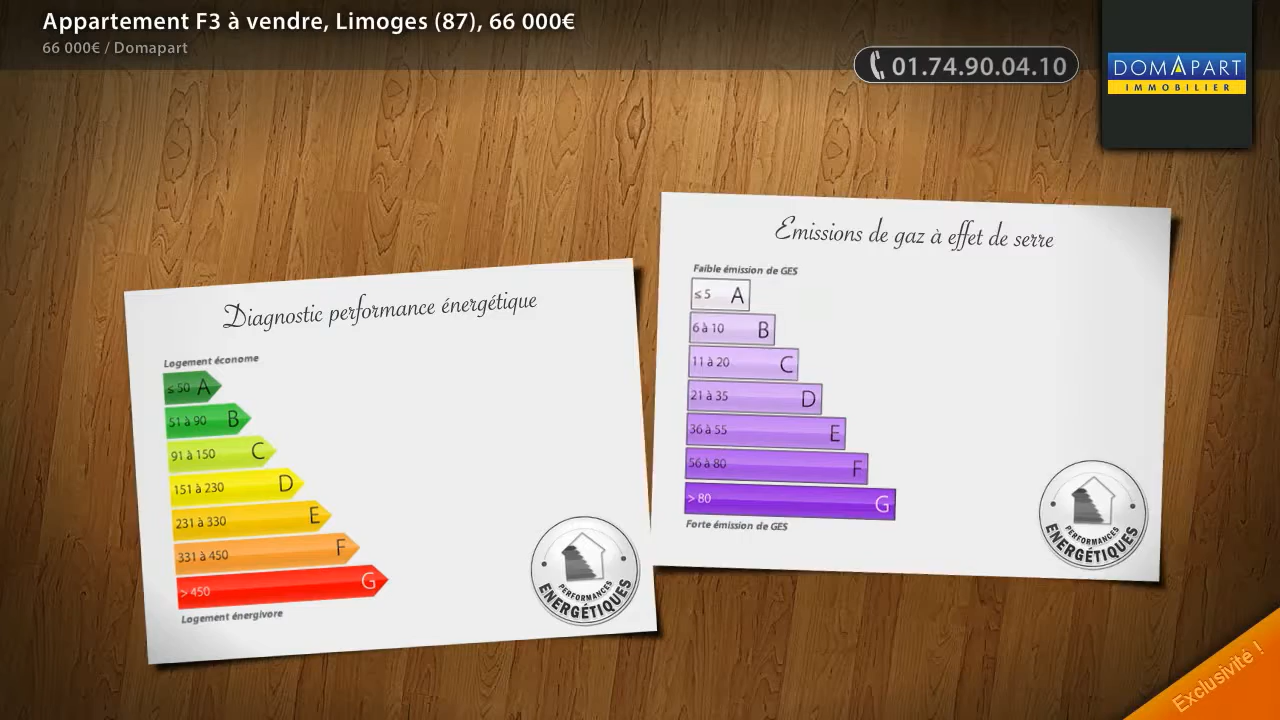 Appartement F3 à vendre, Limoges (87), 66 000€
66 000€ / Domapart
01.74.90.04.10
DOMAPART
IMMOBILIER
Diagnostic performance énergétique
Logement économe
≤ 50 A
51 à 90 B
91 à 150 C
151 à 230 D
231 à 330 E
331 à 450 F
> 450 G
Logement énergivore
PERFORMANCES
ENERGÉTIQUES
Emissions de gaz à effet de serre
Faible émission de GES
≤ 5 A
6 à 10 B
11 à 20 C
21 à 35 D
36 à 55 E
56 à 80 F
> 80 G
Forte émission de GES
PERFORMANCES
ENERGÉTIQUES
Exclusivité !